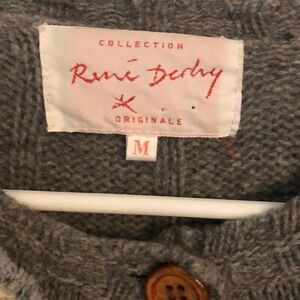 COLLECTION
René Derhy
ORIGINALE
M